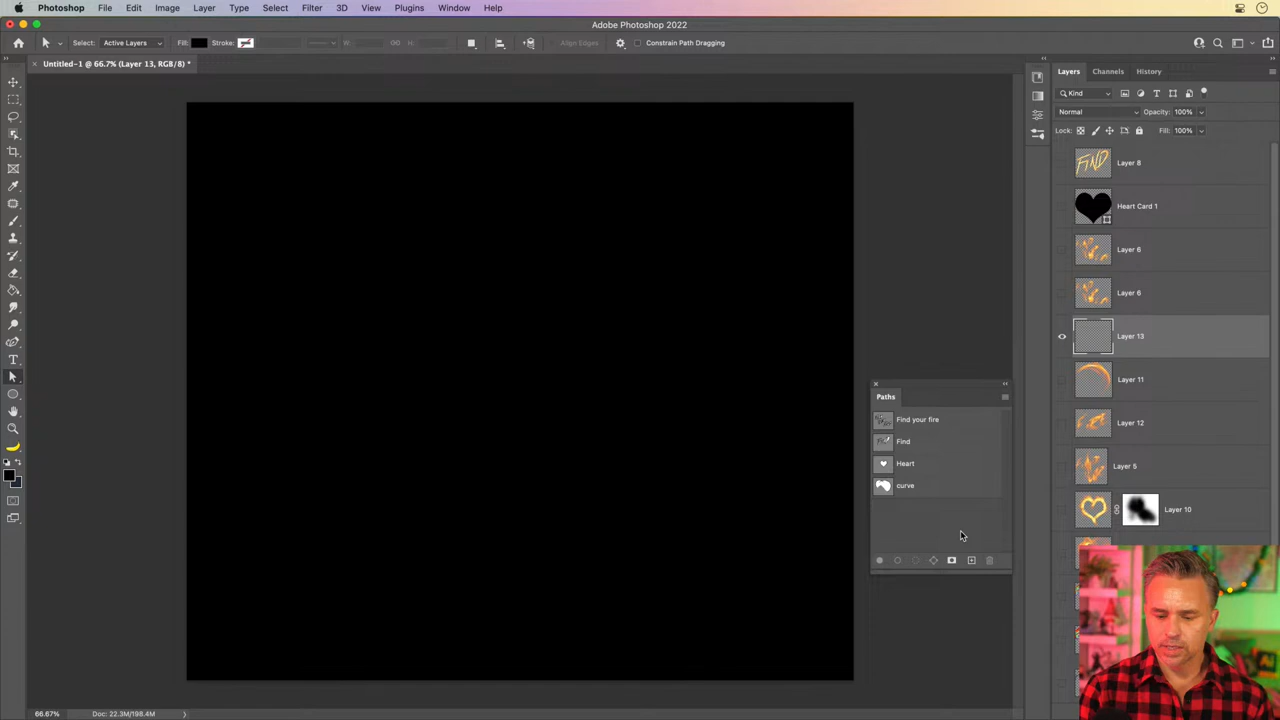 Photoshop File Edit Image Layer Type Select Filter 3D View Plugins Window Help
Adobe Photoshop 2022
Select: Active Layers Fill: Stroke: W: H: Align Edges Constrain Path Dragging
Untitled-1 @ 66.7% (Layer 13, RGB/8) *
Layers Channels History
Kind
Normal Opacity: 100%
Lock: Fill: 100%
FIND Layer 8
Heart Card 1
Layer 6
Layer 6
Layer 13
Layer 11
Layer 12
Layer 5
Layer 10
Paths
Find your fire
Find
Heart
curve
66.67% Doc: 22.3M/198.4M